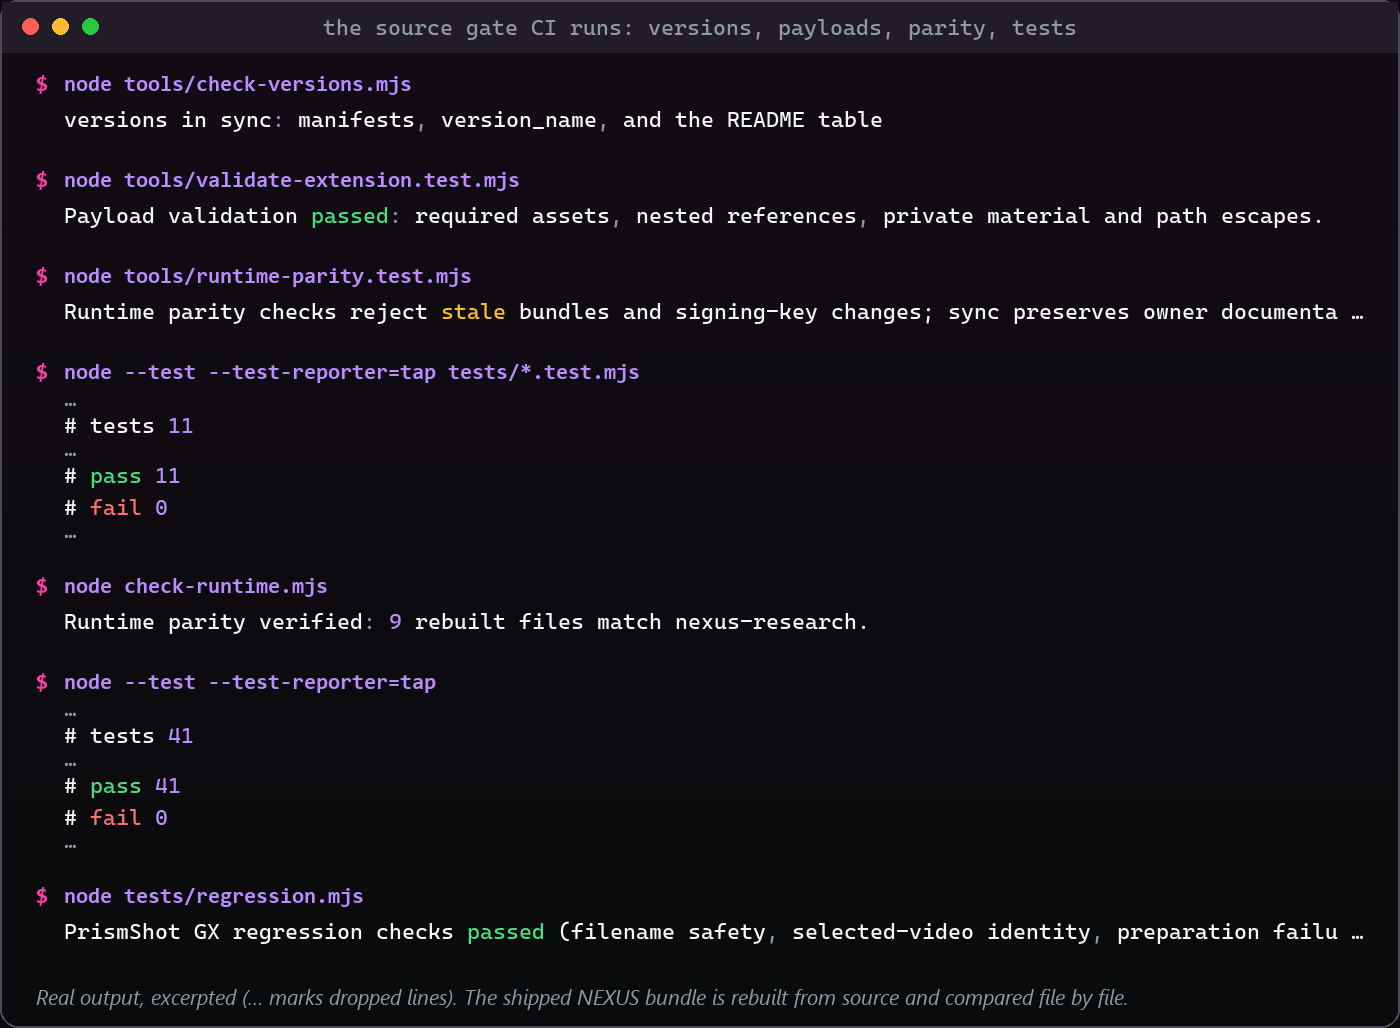 the source gate CI runs: versions, payloads, parity, tests
$ node tools/check-versions.mjs
versions in sync: manifests, version_name, and the README table
$ node tools/validate-extension.test.mjs
Payload validation passed: required assets, nested references, private material and path escapes.
$ node tools/runtime-parity.test.mjs
Runtime parity checks reject stale bundles and signing-key changes; sync preserves owner documenta …
$ node --test --test-reporter=tap tests/*.test.mjs
…
# tests 11
…
# pass 11
# fail 0
…
$ node check-runtime.mjs
Runtime parity verified: 9 rebuilt files match nexus-research.
$ node --test --test-reporter=tap
…
# tests 41
…
# pass 41
# fail 0
…
$ node tests/regression.mjs
PrismShot GX regression checks passed (filename safety, selected-video identity, preparation failu …
Real output, excerpted (… marks dropped lines). The shipped NEXUS bundle is rebuilt from source and compared file by file.